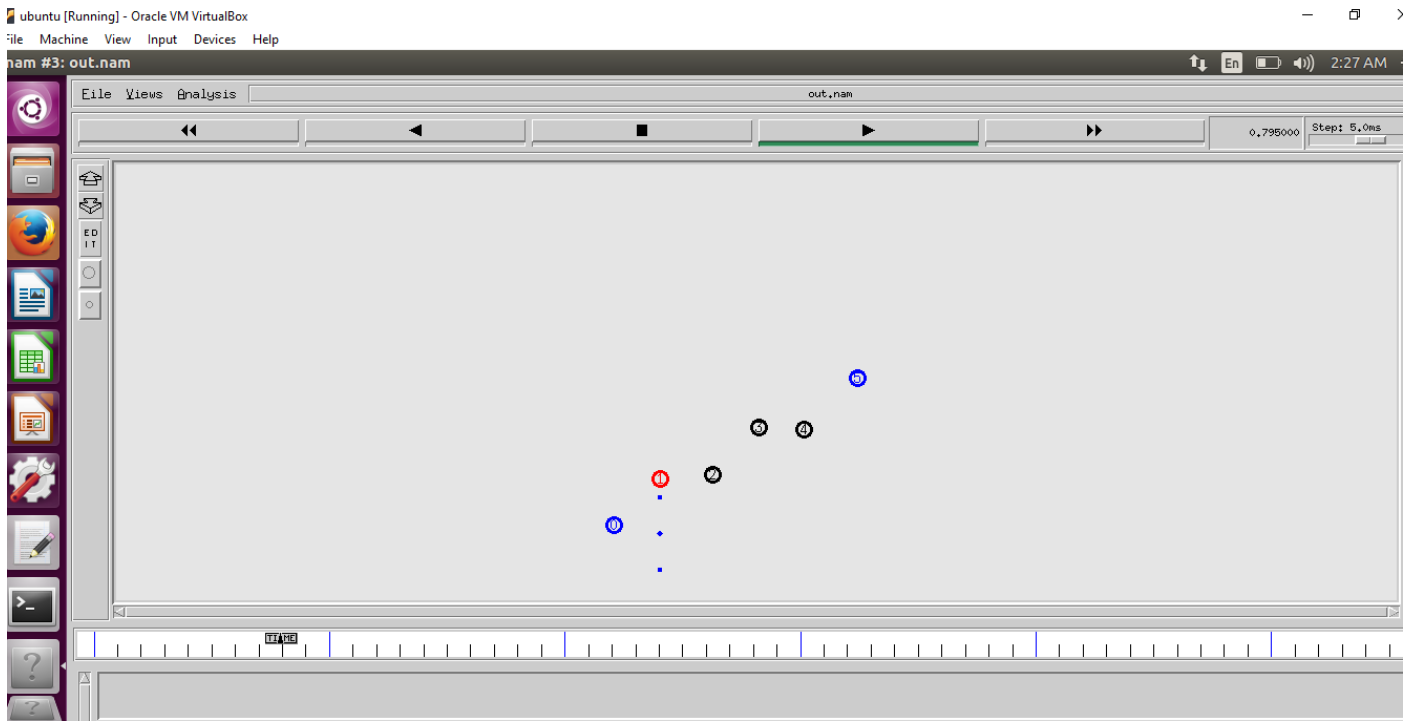 ubuntu [Running] - Oracle VM VirtualBox
File Machine View Input Devices Help
nam #3: out.nam
En 2:27 AM
File Views Analysis out.nam
0.795000 Step: 5.0ms
ED
IT
5
3 4
1 2
0
TIME